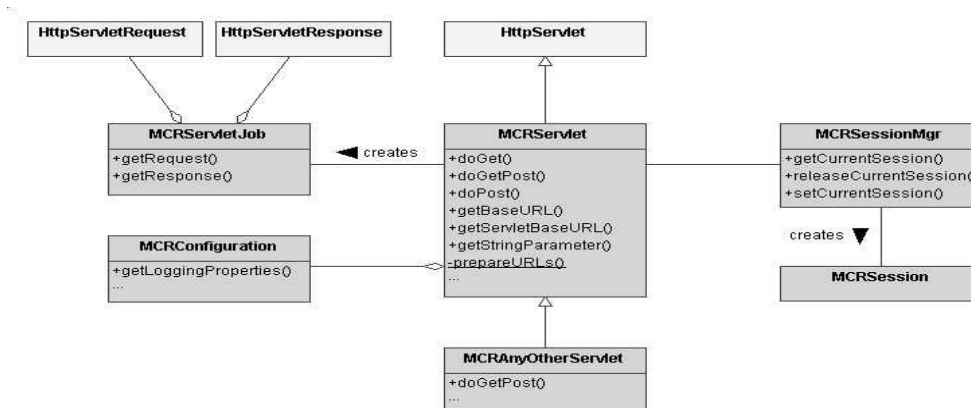 HttpServletRequest
HttpServletResponse
HttpServlet
MCRServletJob
+getRequest()
+getResponse()
creates
MCRServlet
+doGet()
+doGetPost()
+doPost()
+getBaseURL()
+getServletBaseURL()
+getStringParameter()
-prepareURLs()
...
MCRSessionMgr
+getCurrentSession()
+releaseCurrentSession()
+setCurrentSession()
creates
MCRSession
MCRConfiguration
+getLoggingProperties()
...
MCRAnyOtherServlet
+doGetPost()
...